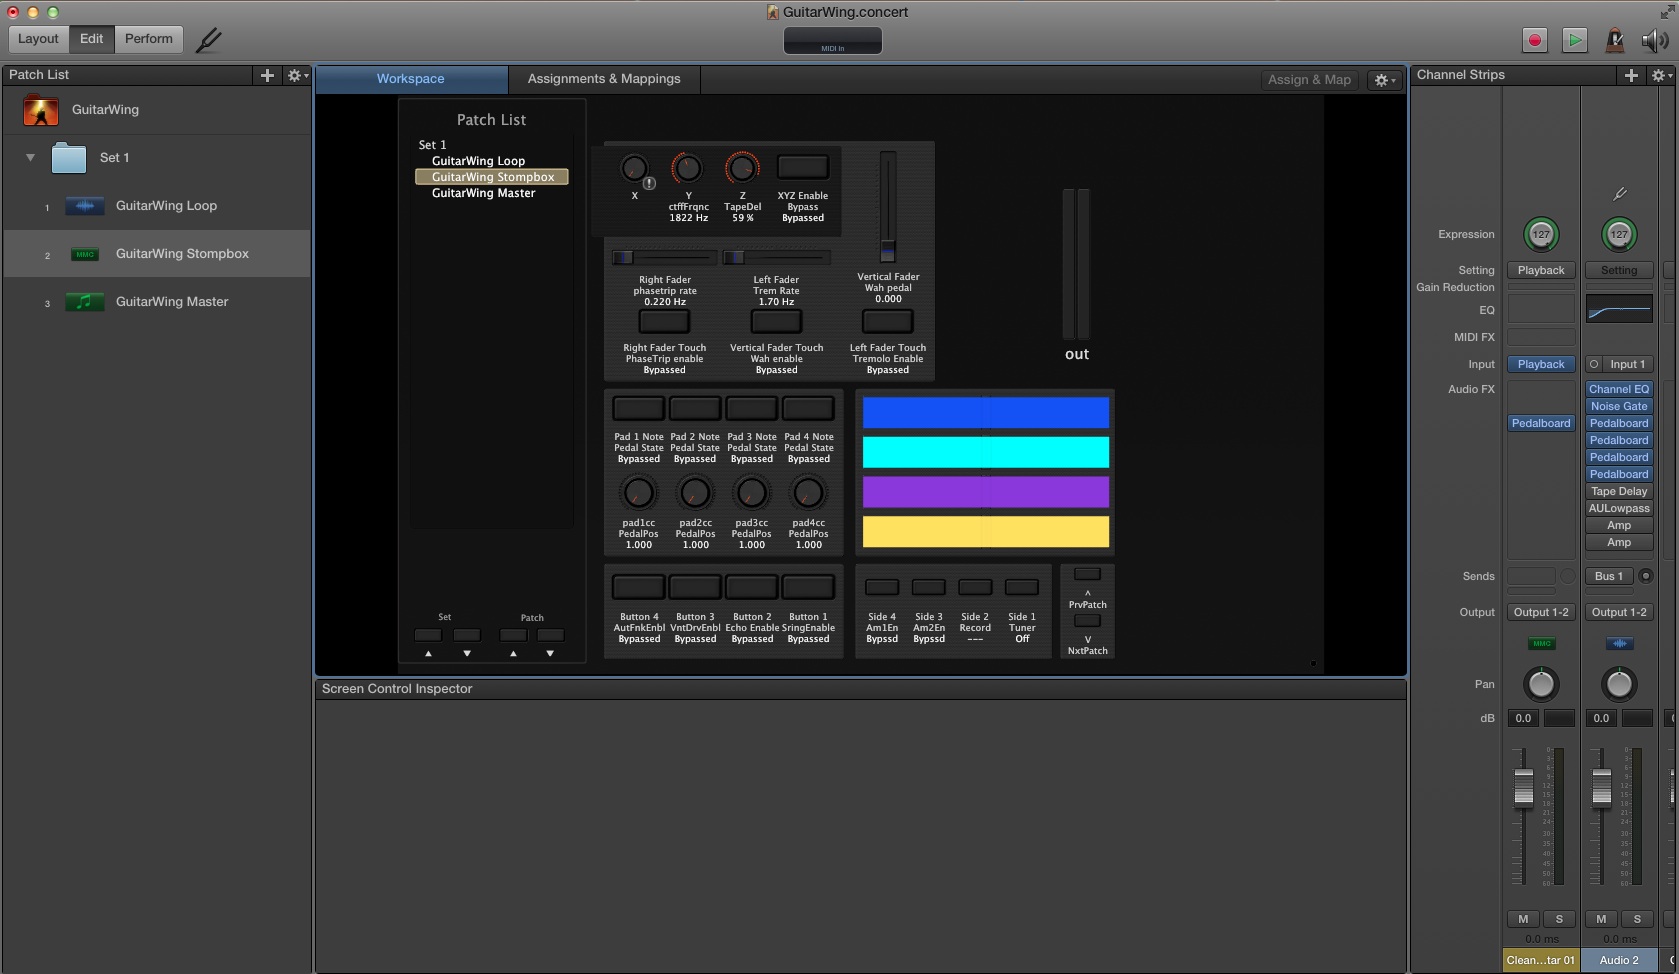 GuitarWing.concert
Layout Edit Perform
MIDI In
Patch List
Workspace
Assignments & Mappings
Assign & Map
Channel Strips
GuitarWing
Set 1
1 GuitarWing Loop
2 MMC GuitarWing Stompbox
3 GuitarWing Master
Patch List
Set 1
GuitarWing Loop
GuitarWing Stompbox
GuitarWing Master
Set Patch
X
Y
ctffFrqnc
1822 Hz
Z
TapeDel
59 %
XYZ Enable
Bypass
Bypassed
Right Fader
phasetrip rate
0.220 Hz
Left Fader
Trem Rate
1.70 Hz
Vertical Fader
Wah pedal
0.000
Right Fader Touch
PhaseTrip enable
Bypassed
Vertical Fader Touch
Wah enable
Bypassed
Left Fader Touch
Tremolo Enable
Bypassed
out
Pad 1 Note
Pedal State
Bypassed
Pad 2 Note
Pedal State
Bypassed
Pad 3 Note
Pedal State
Bypassed
Pad 4 Note
Pedal State
Bypassed
pad1cc
PedalPos
1.000
pad2cc
PedalPos
1.000
pad3cc
PedalPos
1.000
pad4cc
PedalPos
1.000
Button 4
AutFnkEnbl
Bypassed
Button 3
VntDrvEnbl
Bypassed
Button 2
Echo Enable
Bypassed
Button 1
SringEnable
Bypassed
Side 4
Am1En
Bypssd
Side 3
Am2En
Bypssd
Side 2
Record
---
Side 1
Tuner
Off
^
PrvPatch
V
NxtPatch
Screen Control Inspector
Expression 127 127
Setting Playback Setting
Gain Reduction
EQ
MIDI FX
Input Playback Input 1
Audio FX Channel EQ
Noise Gate
Pedalboard Pedalboard
Pedalboard
Pedalboard
Pedalboard
Tape Delay
AULowpass
Amp
Amp
Sends Bus 1
Output Output 1-2 Output 1-2
MMC
Pan
dB 0.0 0.0
M S M S
0.0 ms 0.0 ms
Clean...tar 01 Audio 2